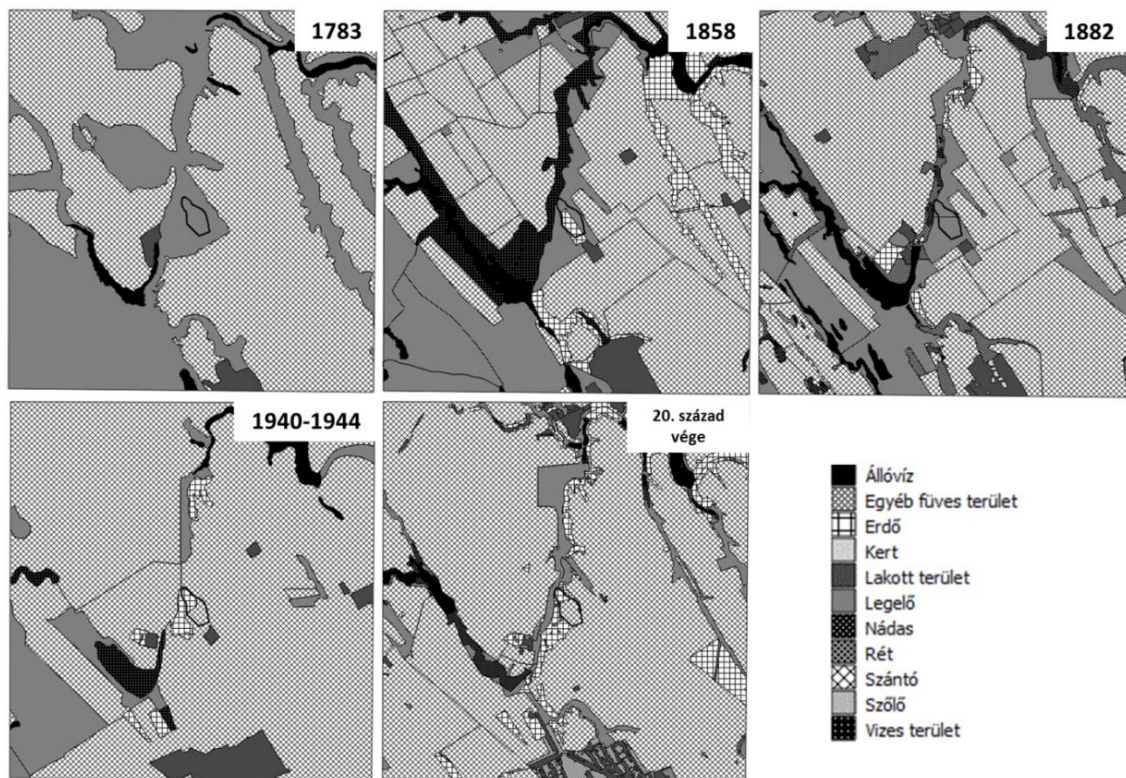 1783
1858
1882
1940-1944
20. század
vége
Állóvíz
Egyéb füves terület
Erdő
Kert
Lakott terület
Legelő
Nádas
Rét
Szántó
Szőlő
Vizes terület